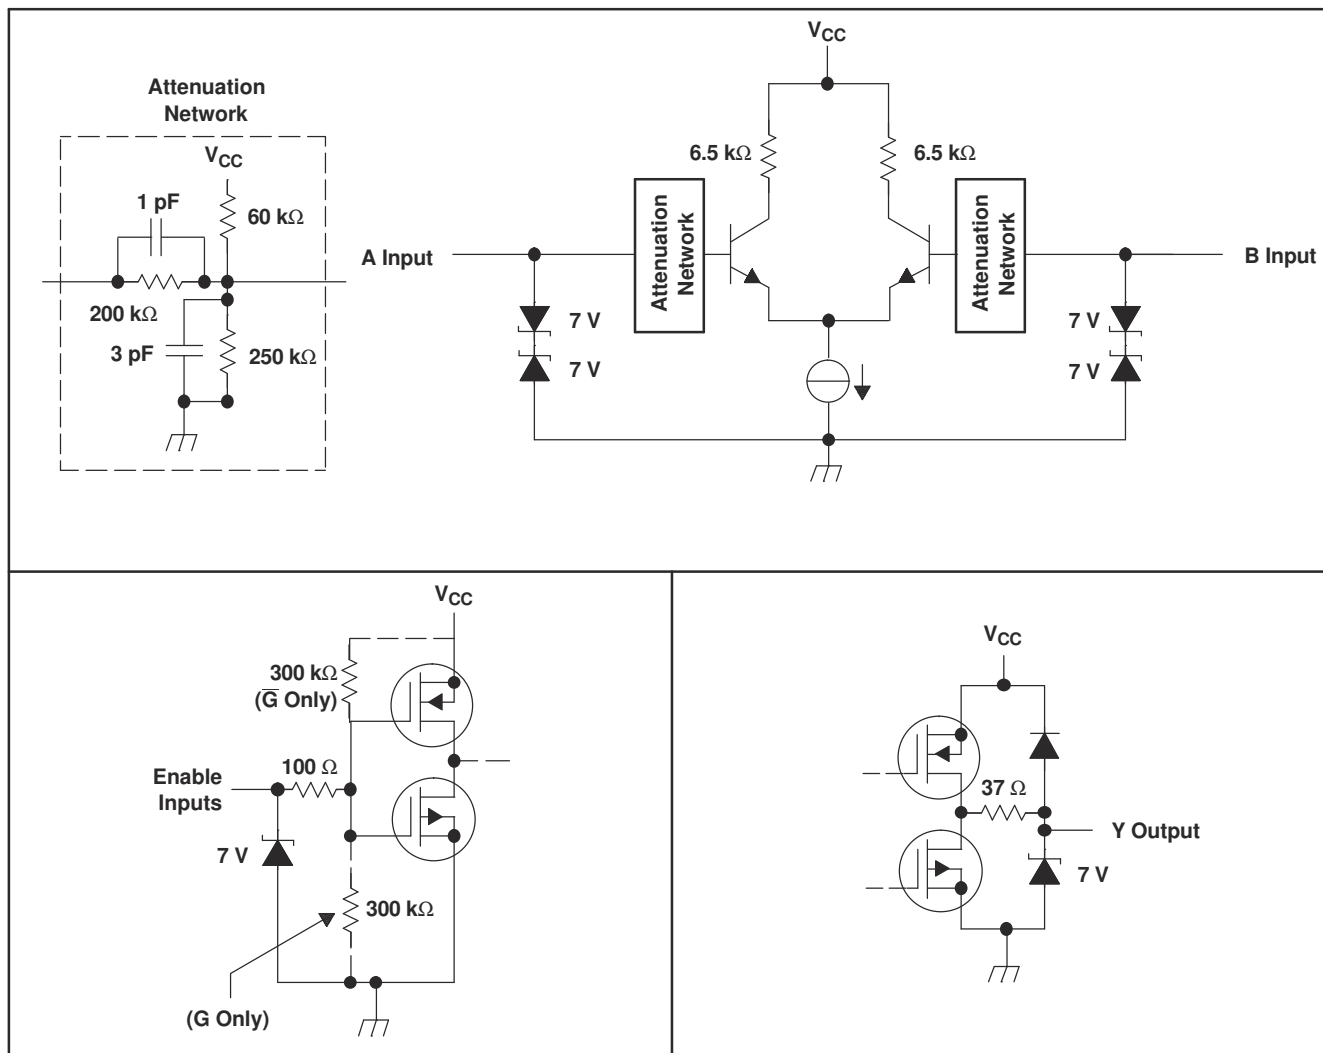 Attenuation
Network
VCC
1 pF
60 kΩ
200 kΩ
3 pF
250 kΩ
VCC
6.5 kΩ
6.5 kΩ
A Input
Attenuation
Network
Attenuation
Network
B Input
7 V
7 V
7 V
7 V
VCC
300 kΩ
(G̅ Only)
100 Ω
Enable
Inputs
7 V
300 kΩ
(G Only)
VCC
37 Ω
Y Output
7 V